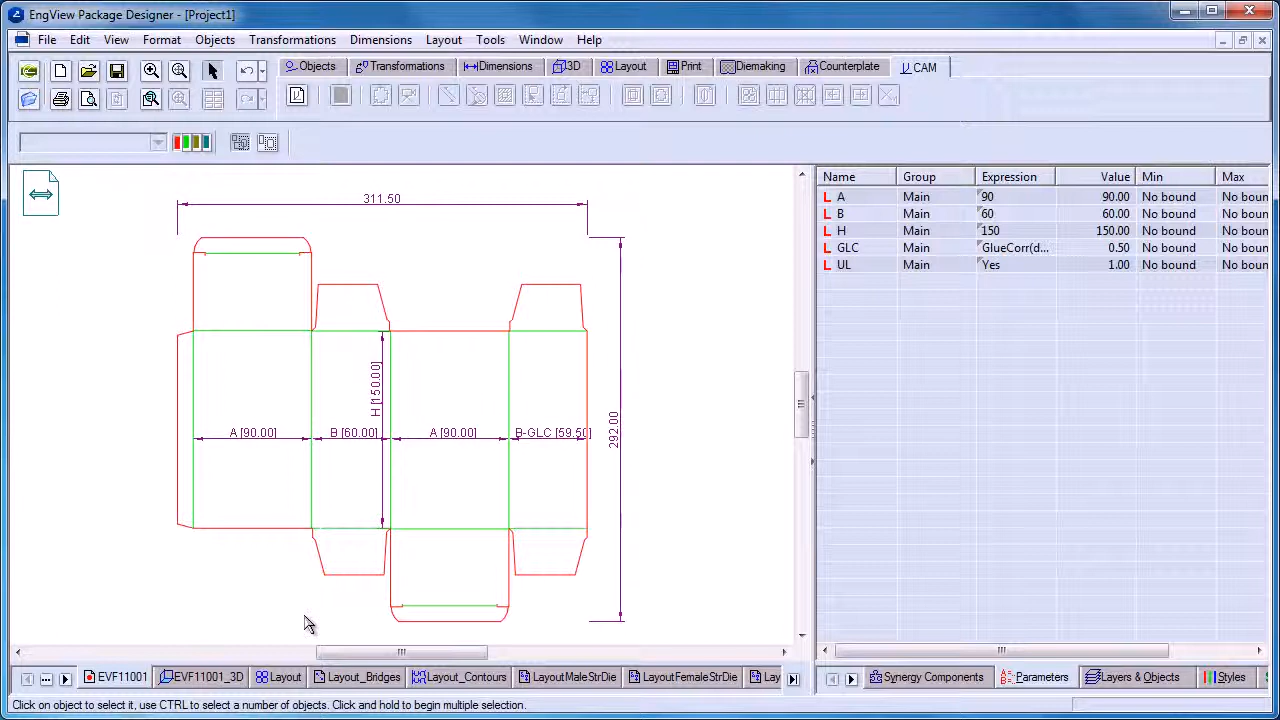 EngView Package Designer - [Project1]
File Edit View Format Objects Transformations Dimensions Layout Tools Window Help
Objects Transformations Dimensions 3D Layout Print Diemaking Counterplate CAM
Name Group Expression Value Min Max
A Main 90 90.00 No bound No boun
B Main 60 60.00 No bound No boun
H Main 150 150.00 No bound No boun
GLC Main GlueCorr(d... 0.50 No bound No boun
UL Main Yes 1.00 No bound No boun
311.50
H [150.00]
A [90.00] B [60.00] A [90.00] B-GLC [59.50]
292.00
EVF11001 EVF11001_3D Layout Layout_Bridges Layout_Contours LayoutMaleStrDie LayoutFemaleStrDie Lay
Synergy Components Parameters Layers & Objects Styles
Click on object to select it, use CTRL to select a number of objects. Click and hold to begin multiple selection.